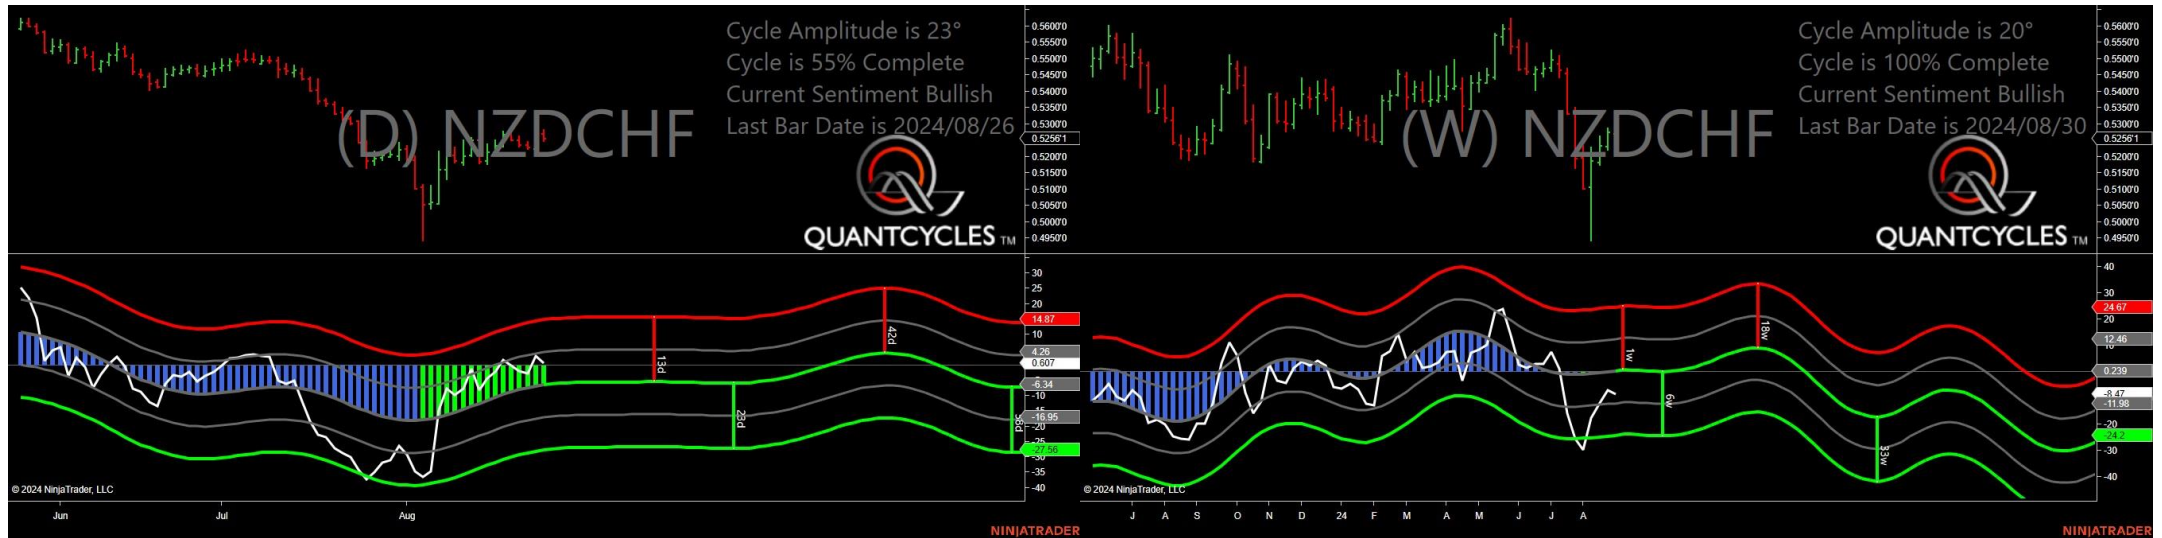 Cycle Amplitude is 23°
Cycle is 55% Complete
Current Sentiment Bullish
Last Bar Date is 2024/08/26
(D) NZDCHF
QUANTCYCLES TM
0.5600'0
0.5550'0
0.5500'0
0.5450'0
0.5400'0
0.5350'0
0.5300'0
0.5256'1
0.5200'0
0.5150'0
0.5100'0
0.5050'0
0.5000'0
0.4950'0
30
25
20
14.87
10
4.26
0.607
-6.34
-10
-15
-16.95
-20
-25
-27.56
-30
-35
-40
13d
23d
42d
58d
© 2024 NinjaTrader, LLC
Jun Jul Aug
NINJATRADER
Cycle Amplitude is 20°
Cycle is 100% Complete
Current Sentiment Bullish
Last Bar Date is 2024/08/30
(W) NZDCHF
QUANTCYCLES TM
0.5600'0
0.5550'0
0.5500'0
0.5450'0
0.5400'0
0.5350'0
0.5300'0
0.5256'1
0.5200'0
0.5150'0
0.5100'0
0.5050'0
0.5000'0
0.4950'0
40
30
24.67
20
12.46
10
0.239
-8.47
-11.98
-20
-24.2
-30
-40
1w
6w
18w
33w
© 2024 NinjaTrader, LLC
J A S O N D 24 F M A M J J A
NINJATRADER